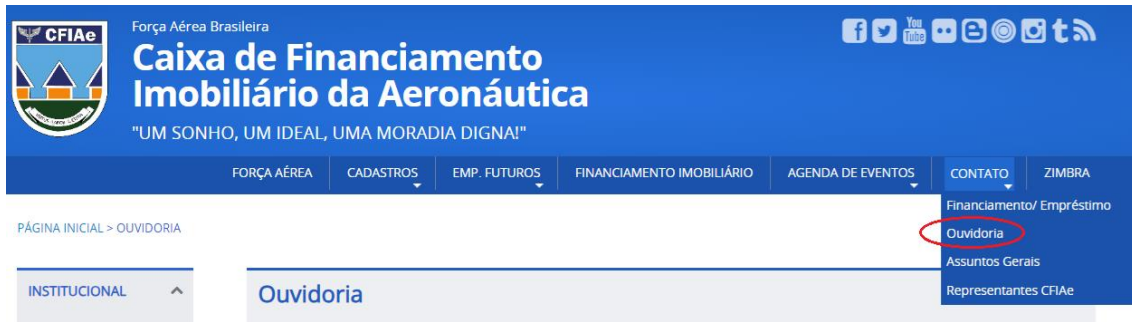 CFIAe
Força Aérea Brasileira
Caixa de Financiamento
Imobiliário da Aeronáutica
"UM SONHO, UM IDEAL, UMA MORADIA DIGNA!"
You
Tube
FORÇA AÉREA CADASTROS EMP. FUTUROS FINANCIAMENTO IMOBILIÁRIO AGENDA DE EVENTOS CONTATO ZIMBRA
Financiamento/ Empréstimo
Ouvidoria
Assuntos Gerais
Representantes CFIAe
PÁGINA INICIAL > OUVIDORIA
INSTITUCIONAL
Ouvidoria